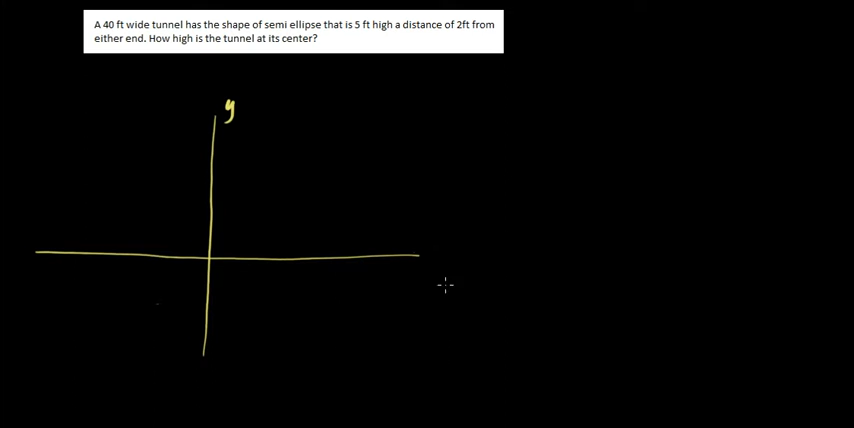 A 40 ft wide tunnel has the shape of semi ellipse that is 5 ft high a distance of 2ft from
either end. How high is the tunnel at its center?
y